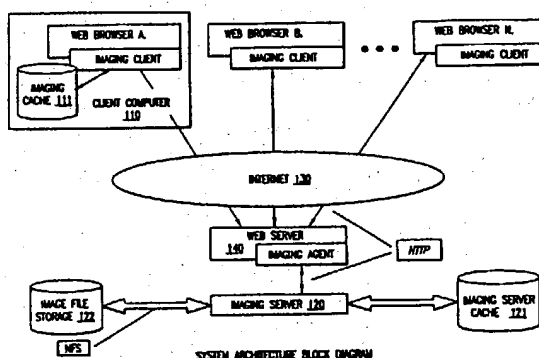 WEB BROWSER A.
IMAGING CLIENT
WEB BROWSER B.
IMAGING CLIENT
WEB BROWSER N.
IMAGING CLIENT
IMAGING
CACHE 111
CLIENT COMPUTER
110
INTERNET 130
WEB SERVER
140
IMAGING AGENT
HTTP
IMAGE FILE
STORAGE 122
IMAGING SERVER 120
IMAGING SERVER
CACHE 121
NFS
SYSTEM ARCHITECTURE BLOCK DIAGRAM